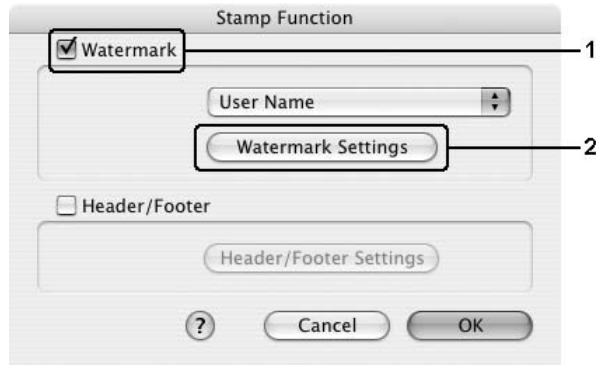 Stamp Function
Watermark
1
User Name
Watermark Settings
2
Header/Footer
Header/Footer Settings
?
Cancel
OK